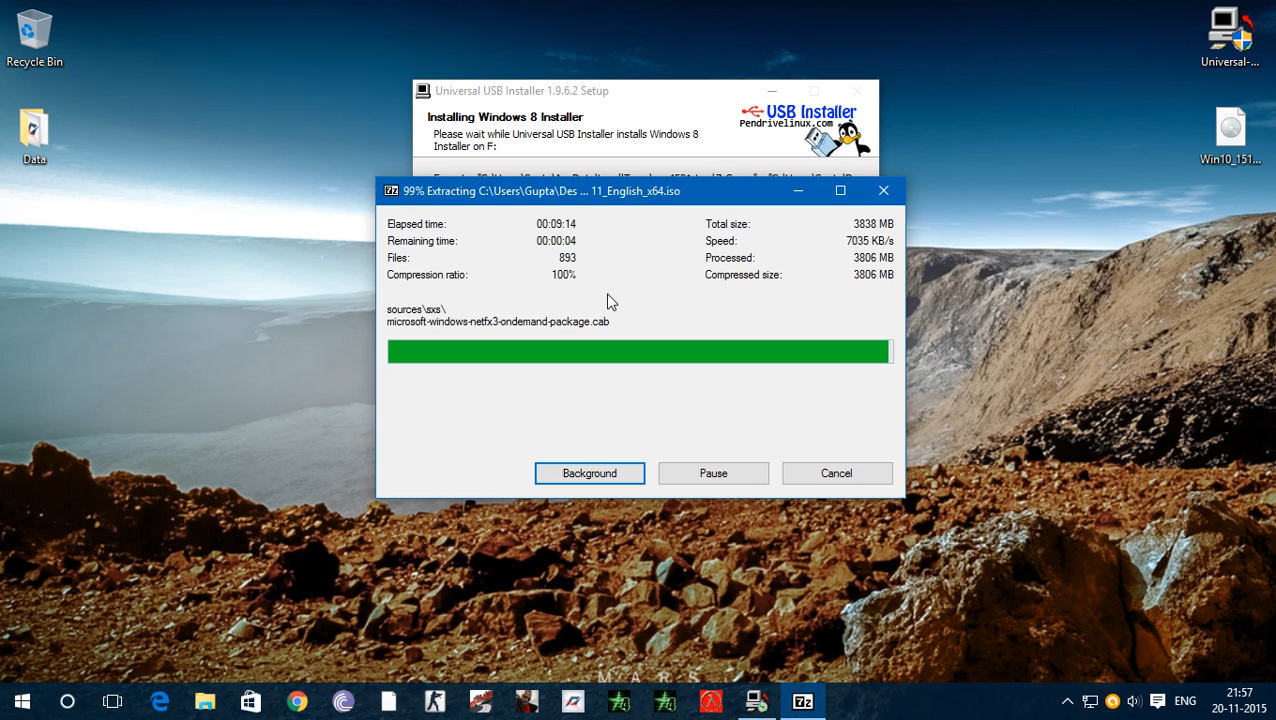 Recycle Bin
Data
Universal-...
Win10_151...
Universal USB Installer 1.9.6.2 Setup
Installing Windows 8 Installer
Please wait while Universal USB Installer installs Windows 8
Installer on F:
USB Installer
Pendrivelinux.com
7z 99% Extracting C:\Users\Gupta\Des ... 11_English_x64.iso
Elapsed time: 00:09:14 Total size: 3838 MB
Remaining time: 00:00:04 Speed: 7035 KB/s
Files: 893 Processed: 3806 MB
Compression ratio: 100% Compressed size: 3806 MB
sources\sxs\
microsoft-windows-netfx3-ondemand-package.cab
Background Pause Cancel
MARS
7z
ENG
21:57
20-11-2015